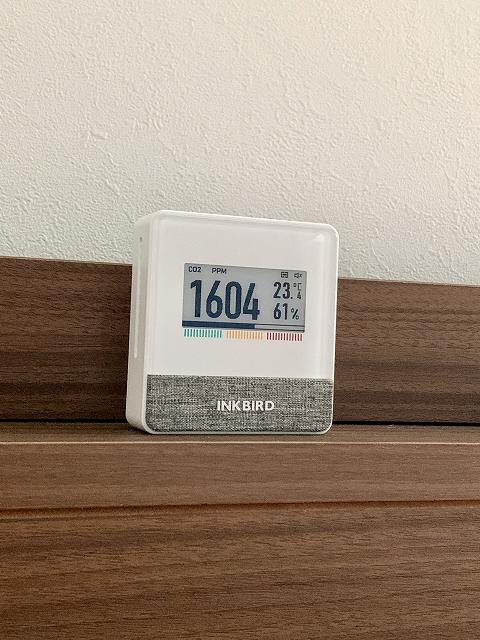 CO2 PPM
1604
23.4°C
61%
INKBIRD